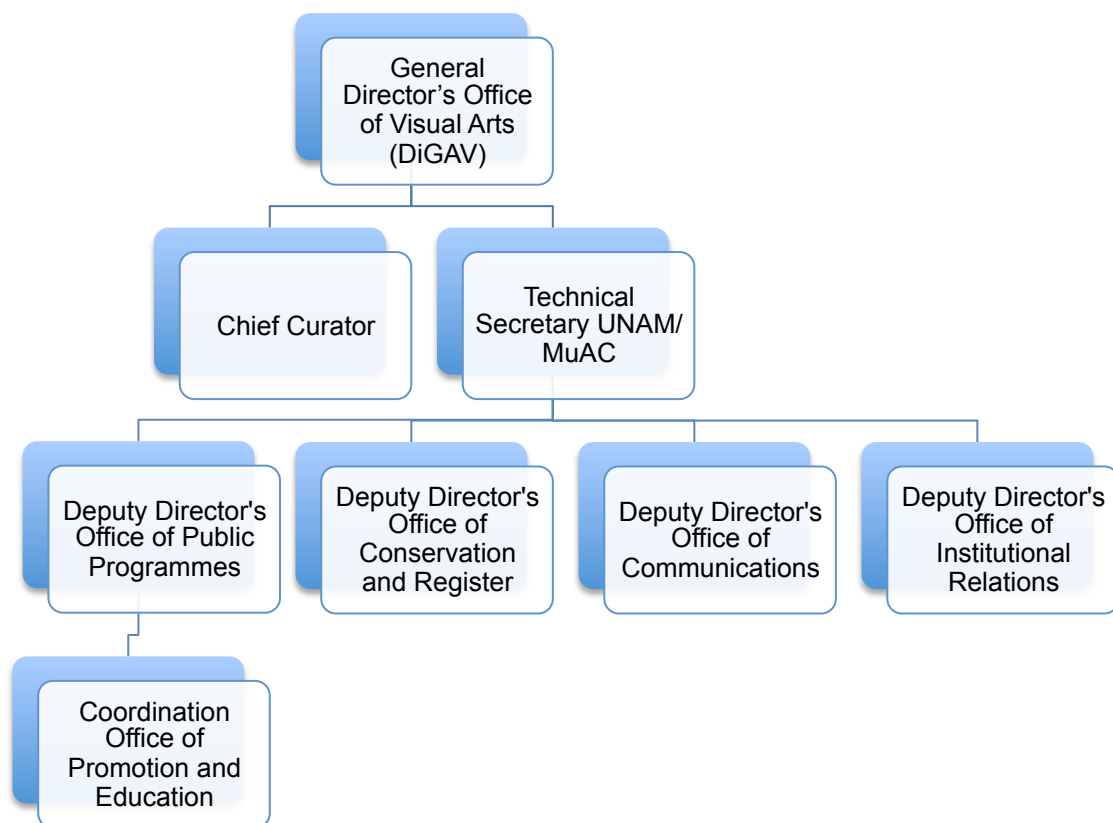 General
Director’s Office
of Visual Arts
(DiGAV)
Chief Curator
Technical
Secretary UNAM/
MuAC
Deputy Director's
Office of Public
Programmes
Deputy Director's
Office of
Conservation
and Register
Deputy Director's
Office of
Communications
Deputy Director's
Office of
Institutional
Relations
Coordination
Office of
Promotion and
Education